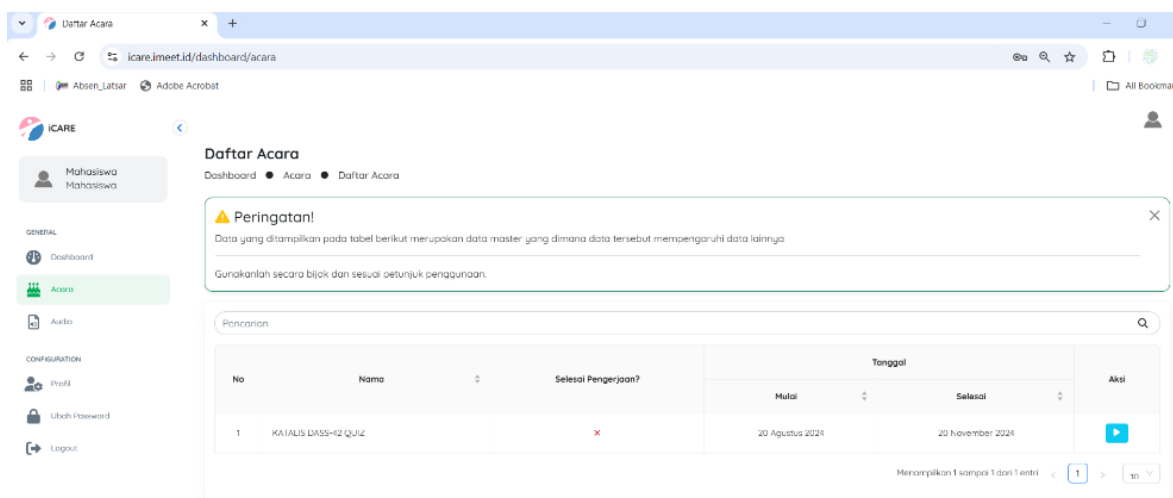 Daftar Acara
icare.imeet.id/dashboard/acara
Absen_Latsar
Adobe Acrobat
All Bookmar
iCARE
Mahasiswa
Mahasiswa
GENERAL
Dashboard
Acara
Audio
CONFIGURATION
Profil
Ubah Password
Logout
Daftar Acara
Dashboard ● Acara ● Daftar Acara
Peringatan!
Data yang ditampilkan pada tabel berikut merupakan data master yang dimana data tersebut mempengaruhi data lainnya
Gunakanlah secara bijak dan sesuai petunjuk penggunaan.
Pencarian
No Nama Selesai Pengerjaan? Tanggal Aksi
Mulai Selesai
1 KATALIS DASS-42 QUIZ 20 Agustus 2024 20 November 2024
Menampilkan 1 sampai 1 dari 1 entri < 1 > 10